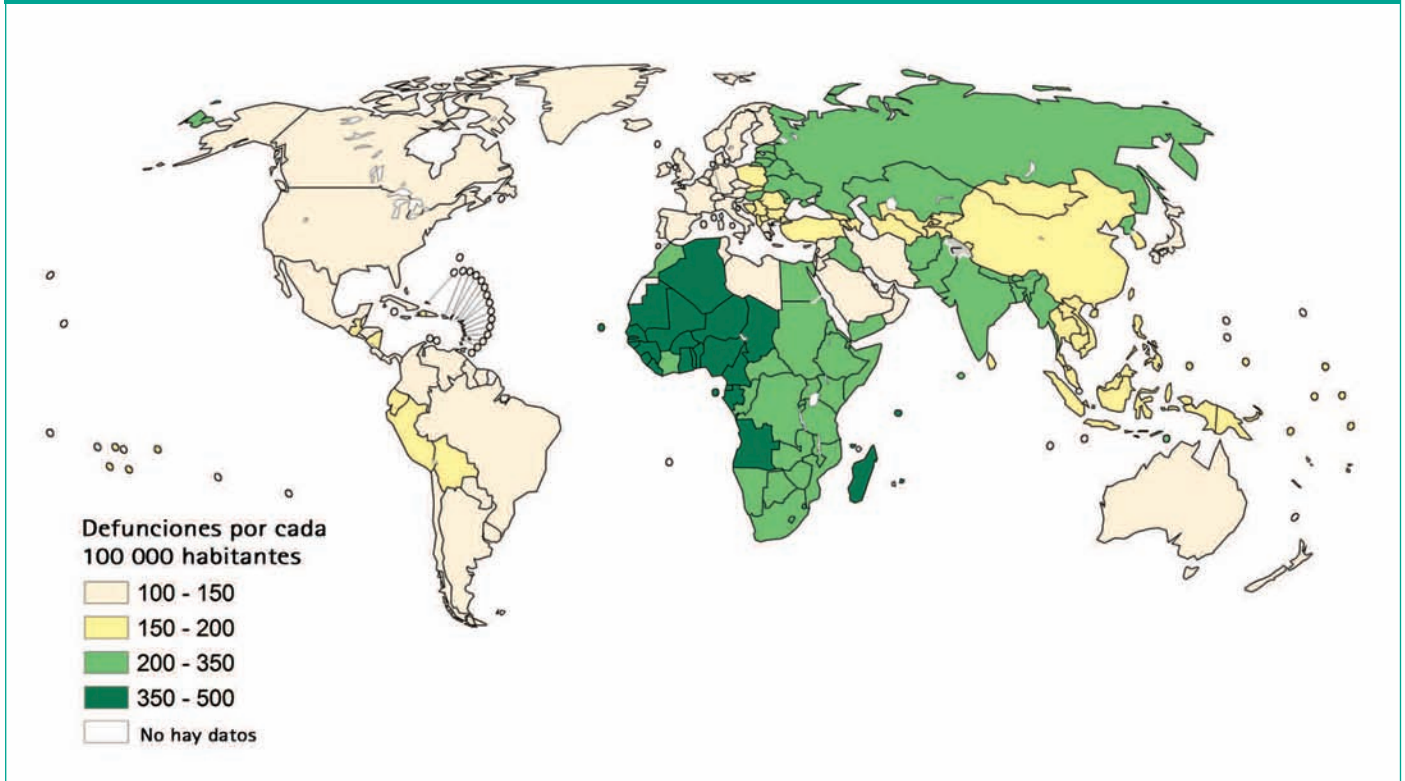 Defunciones por cada
100 000 habitantes
100 - 150
150 - 200
200 - 350
350 - 500
No hay datos